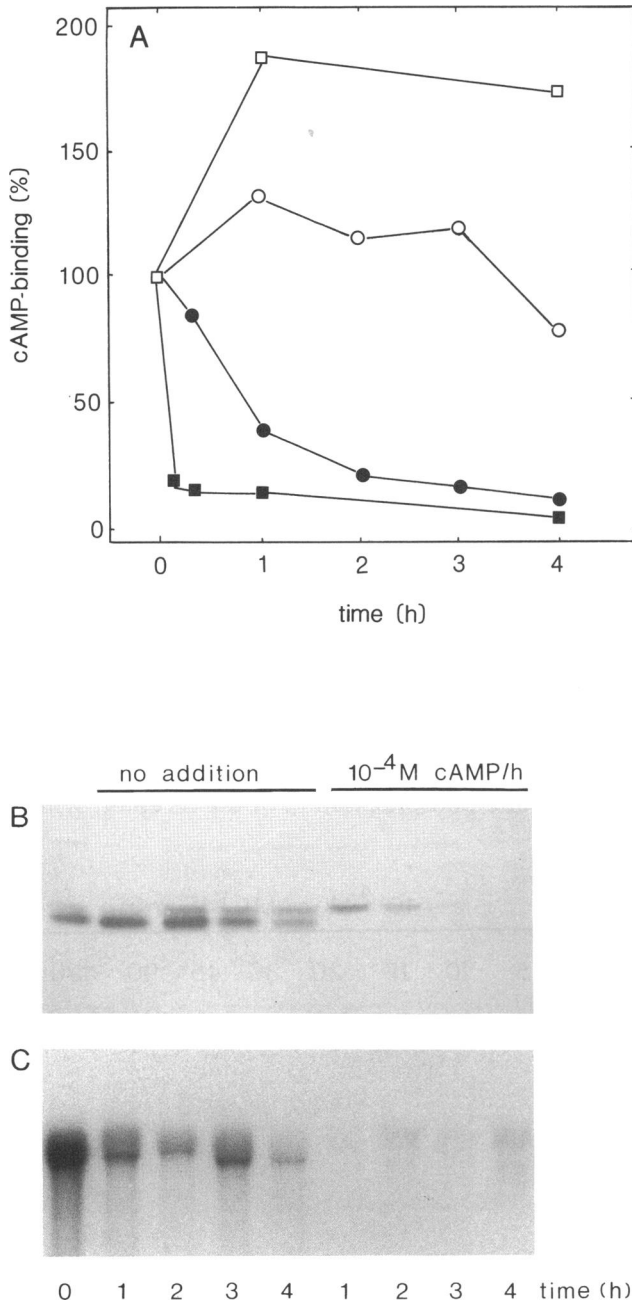 A
200
150
100
50
0
cAMP-binding (%)
0 1 2 3 4
time (h)
no addition 10⁻⁴M cAMP/h
B
C
0 1 2 3 4 1 2 3 4 time (h)